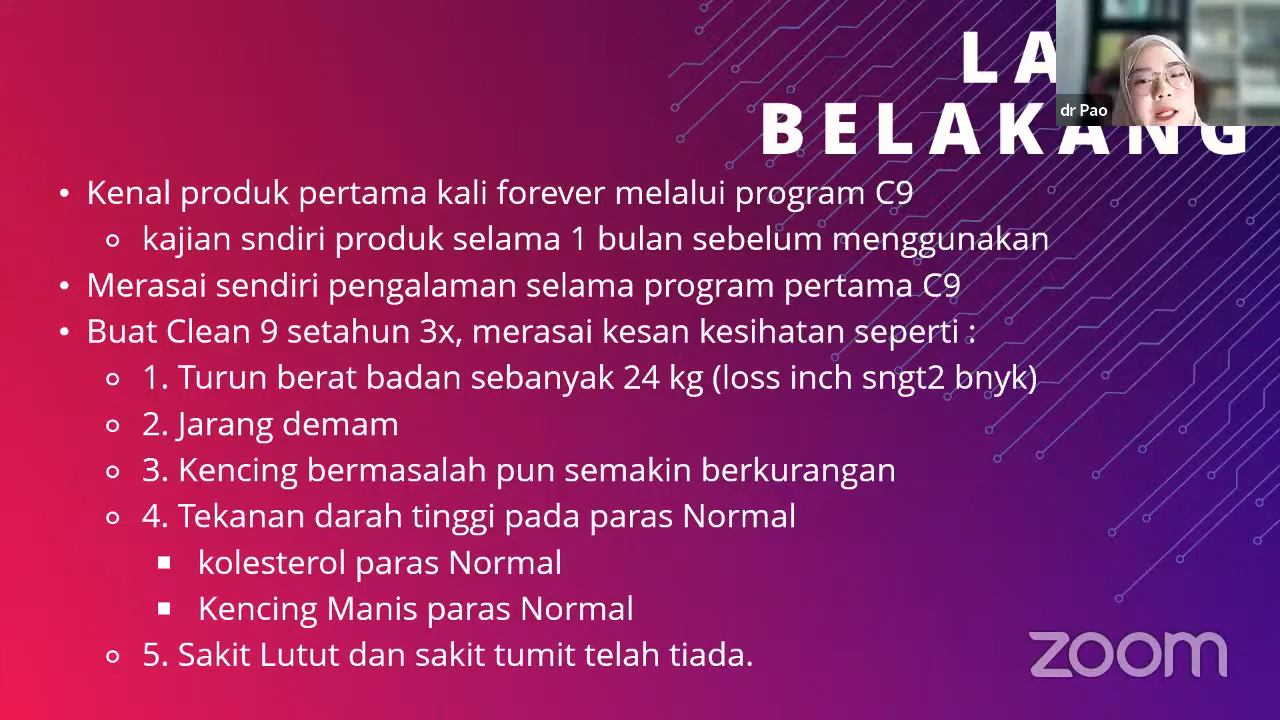 LA
dr Pao
BELAKANG
• Kenal produk pertama kali forever melalui program C9
kajian sndiri produk selama 1 bulan sebelum menggunakan
• Merasai sendiri pengalaman selama program pertama C9
• Buat Clean 9 setahun 3x, merasai kesan kesihatan seperti :
1. Turun berat badan sebanyak 24 kg (loss inch sngt2 bnyk)
2. Jarang demam
3. Kencing bermasalah pun semakin berkurangan
4. Tekanan darah tinggi pada paras Normal
kolesterol paras Normal
Kencing Manis paras Normal
5. Sakit Lutut dan sakit tumit telah tiada.
zoom